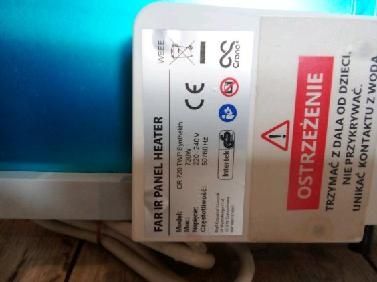 WEEE
FAR IR PANEL HEATER
Model:
Moc:
720W
Napięcie:
220-240V
Częstotliwość:
50/60 Hz
CE
Intertek
OSTRZEŻENIE
TRZYMAĆ Z DALA OD DZIECI.
NIE PRZYKRYWAĆ.
UNIKAĆ KONTAKTU Z WODĄ